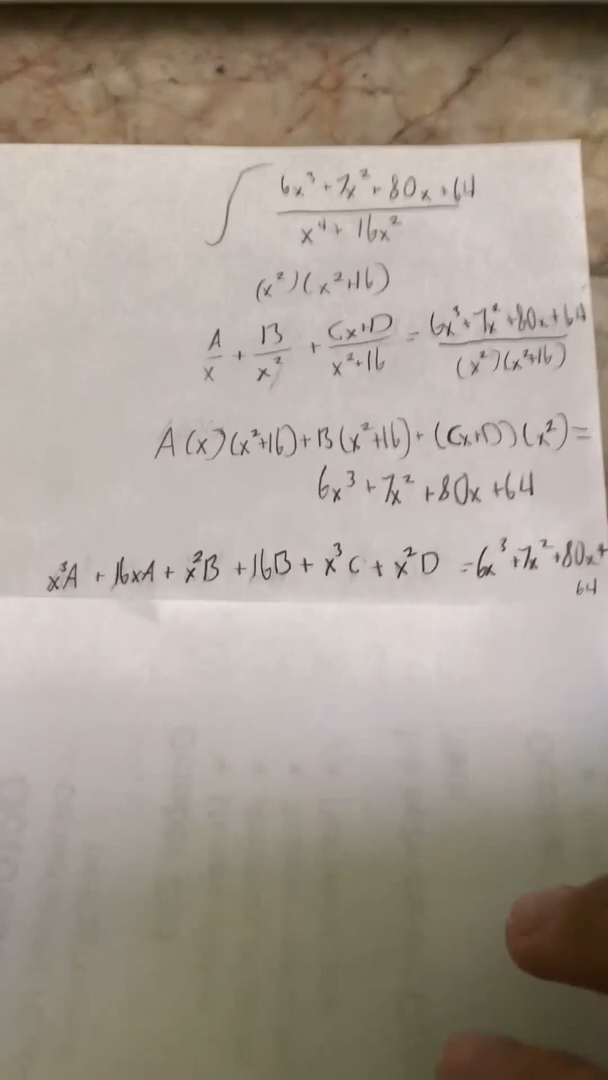 ∫ (6x³+7x²+80x+64)/(x⁴+16x²)
(x²)(x²+16)
A/x + B/x² + (Cx+D)/(x²+16) = (6x³+7x²+80x+64)/((x²)(x²+16))
A(x)(x²+16)+B(x²+16)+(Cx+D)(x²)=
6x³+7x²+80x+64
x³A + 16xA + x²B + 16B + x³C + x²D = 6x³+7x²+80x+
64